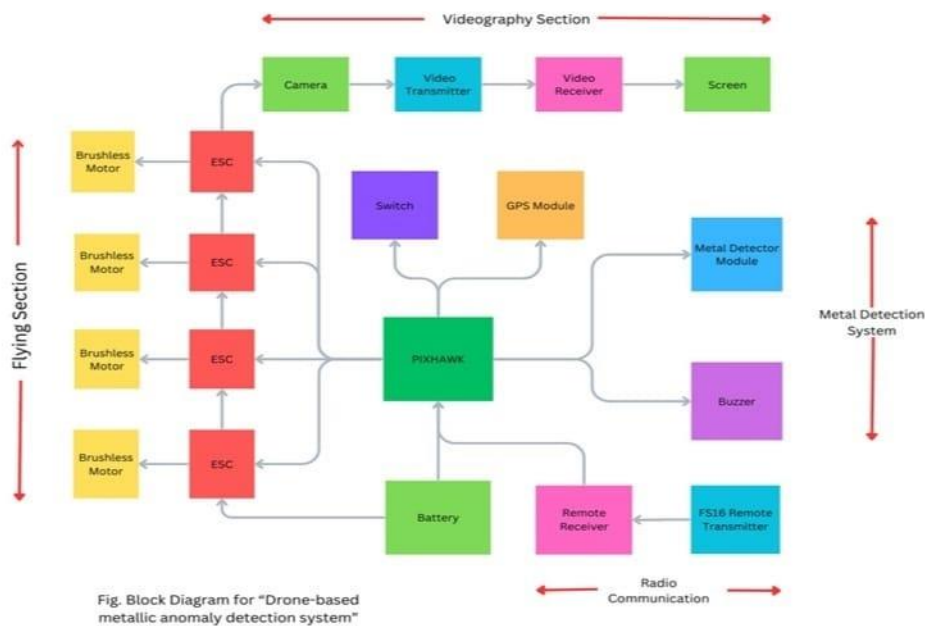 Videography Section
Camera
Video
Transmitter
Video
Receiver
Screen
Flying Section
Brushless
Motor
ESC
Switch
GPS Module
Metal Detector
Module
Brushless
Motor
ESC
Metal Detection
System
PIXHAWK
Brushless
Motor
ESC
Buzzer
Brushless
Motor
ESC
Battery
Remote
Receiver
FS16 Remote
Transmitter
Radio
Communication
Fig. Block Diagram for “Drone-based
metallic anomaly detection system”